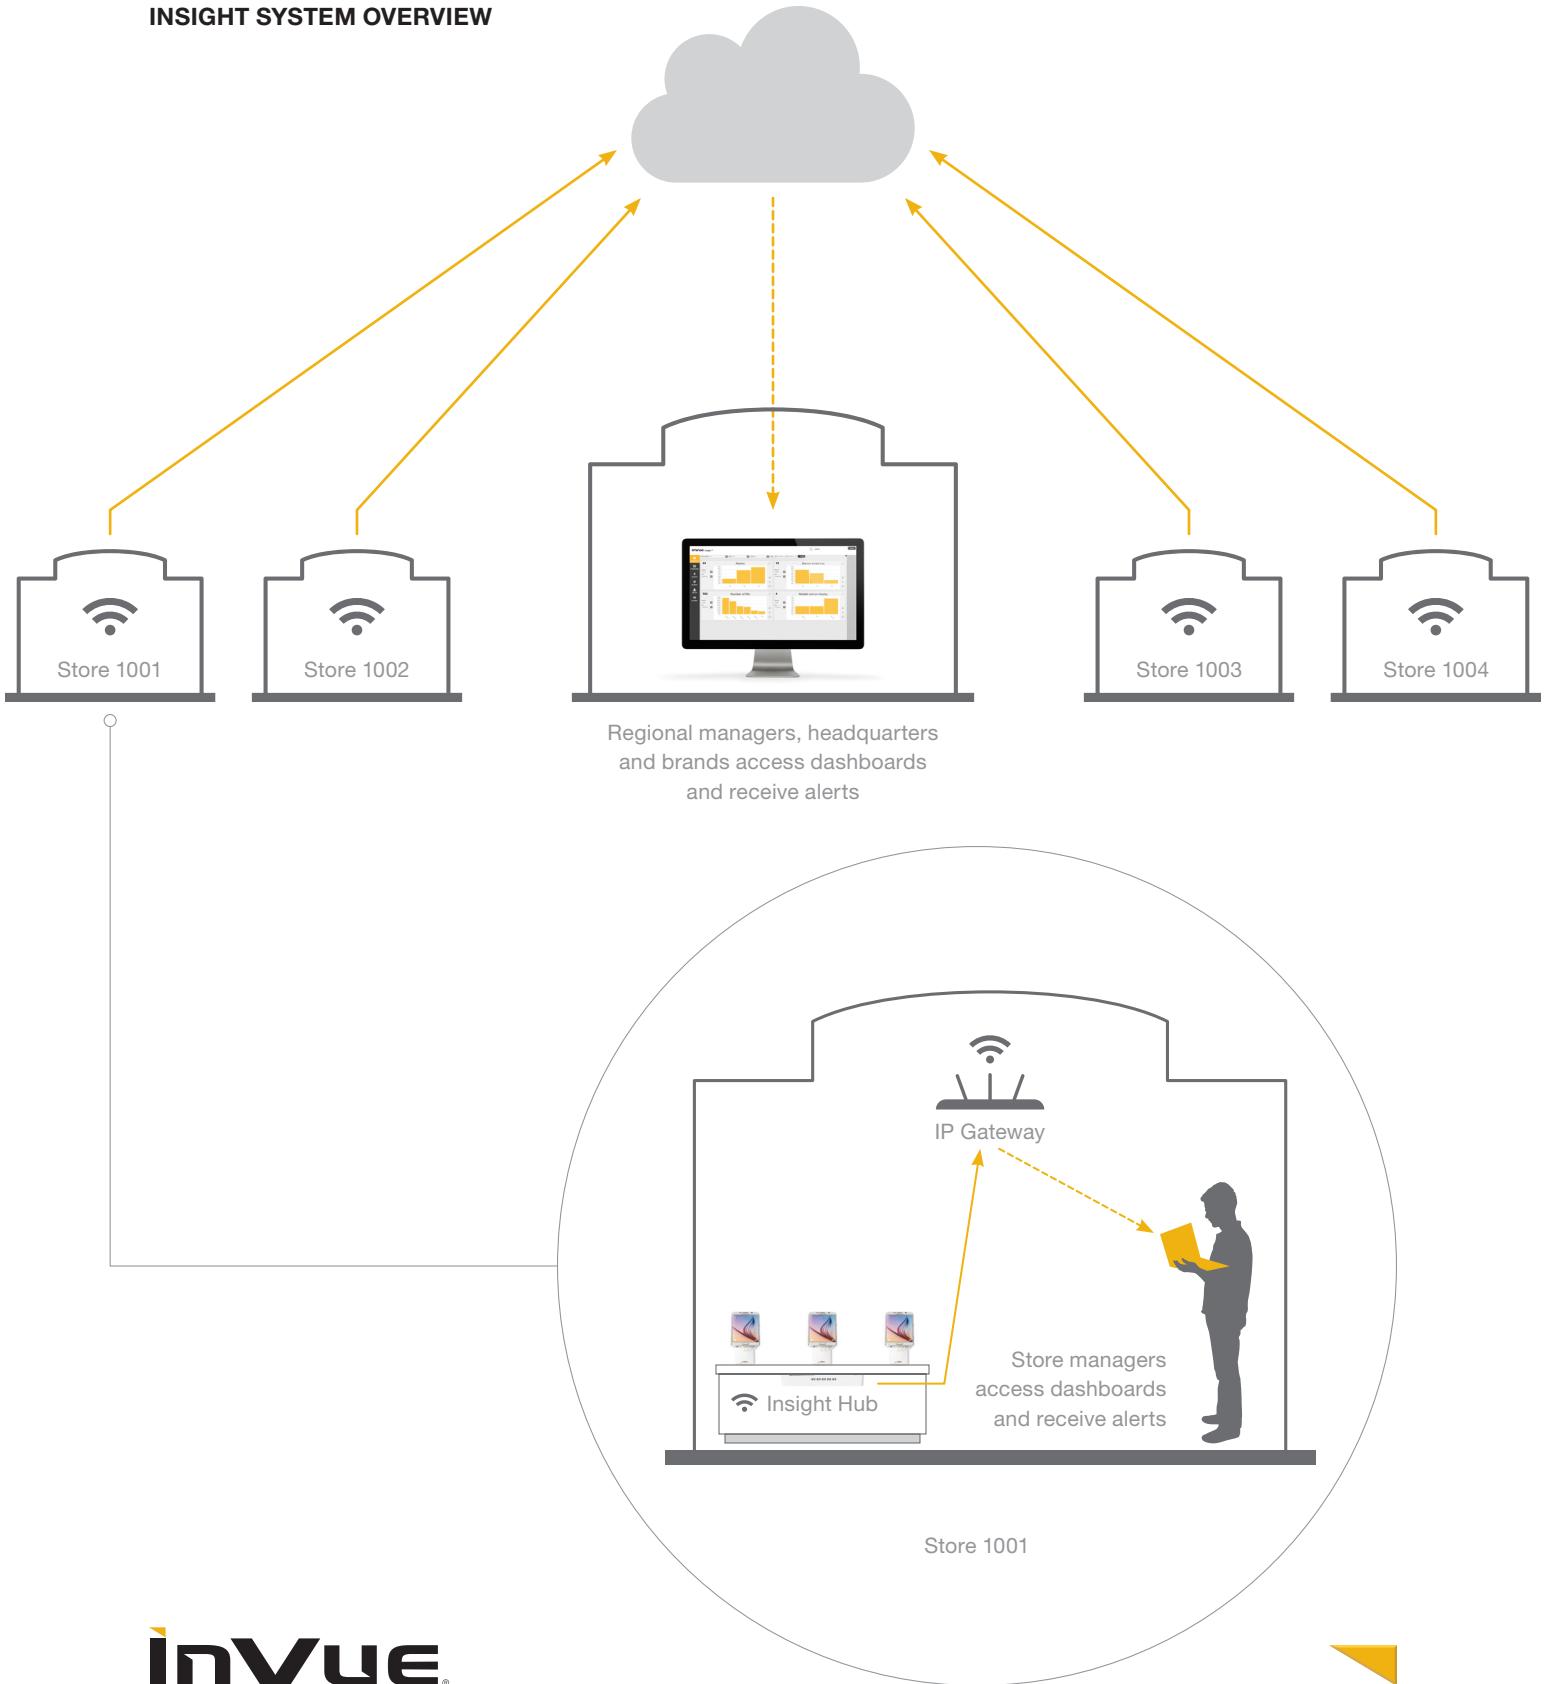 INSIGHT SYSTEM OVERVIEW
Store 1001
Store 1002
Store 1003
Store 1004
Regional managers, headquarters
and brands access dashboards
and receive alerts
IP Gateway
Store managers
access dashboards
and receive alerts
Insight Hub
Store 1001
inVue®